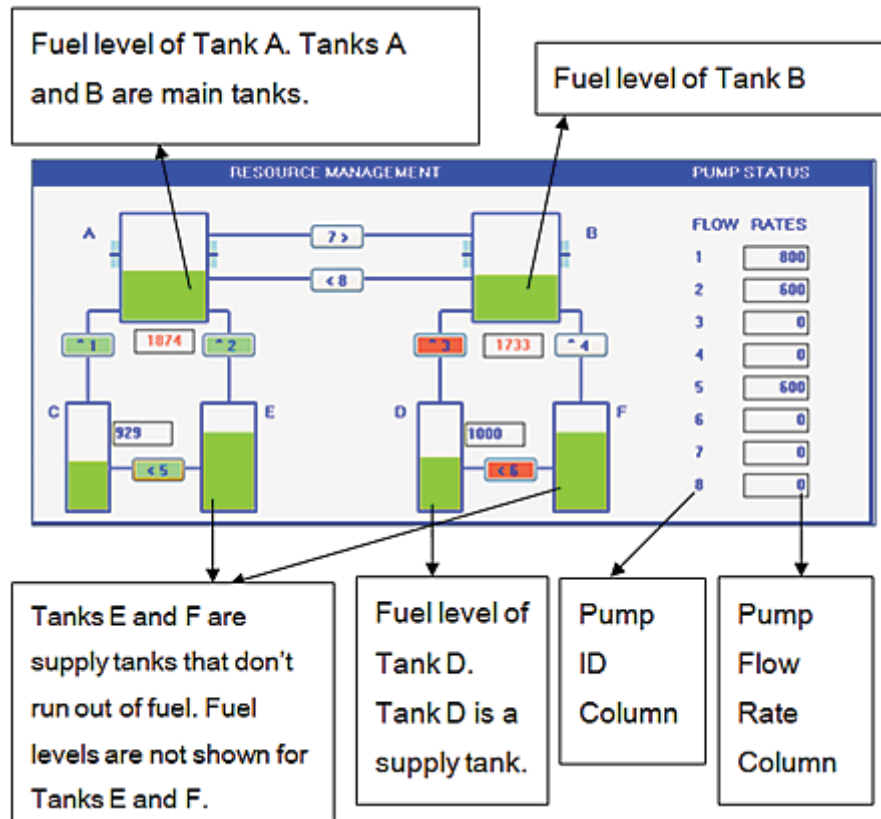 Fuel level of Tank A. Tanks A
and B are main tanks.
Fuel level of Tank B
RESOURCE MANAGEMENT
PUMP STATUS
A
7 >
B
< 8
FLOW RATES
1 800
2 600
3 0
4 0
5 600
6 0
7 0
8 0
^ 1
1874
^ 2
^ 3
1733
^ 4
C
929
E
D
1000
F
< 5
< 6
Tanks E and F are
supply tanks that don't
run out of fuel. Fuel
levels are not shown for
Tanks E and F.
Fuel level of
Tank D.
Tank D is a
supply tank.
Pump
ID
Column
Pump
Flow
Rate
Column